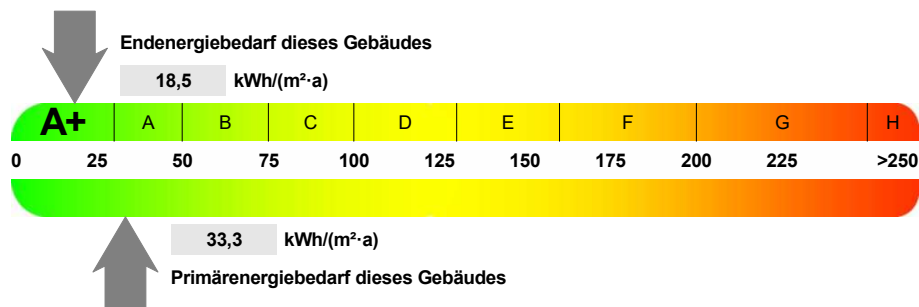 Endenergiebedarf dieses Gebäudes
18,5 kWh/(m²·a)
A+ A B C D E F G H
0 25 50 75 100 125 150 175 200 225 >250
33,3 kWh/(m²·a)
Primärenergiebedarf dieses Gebäudes